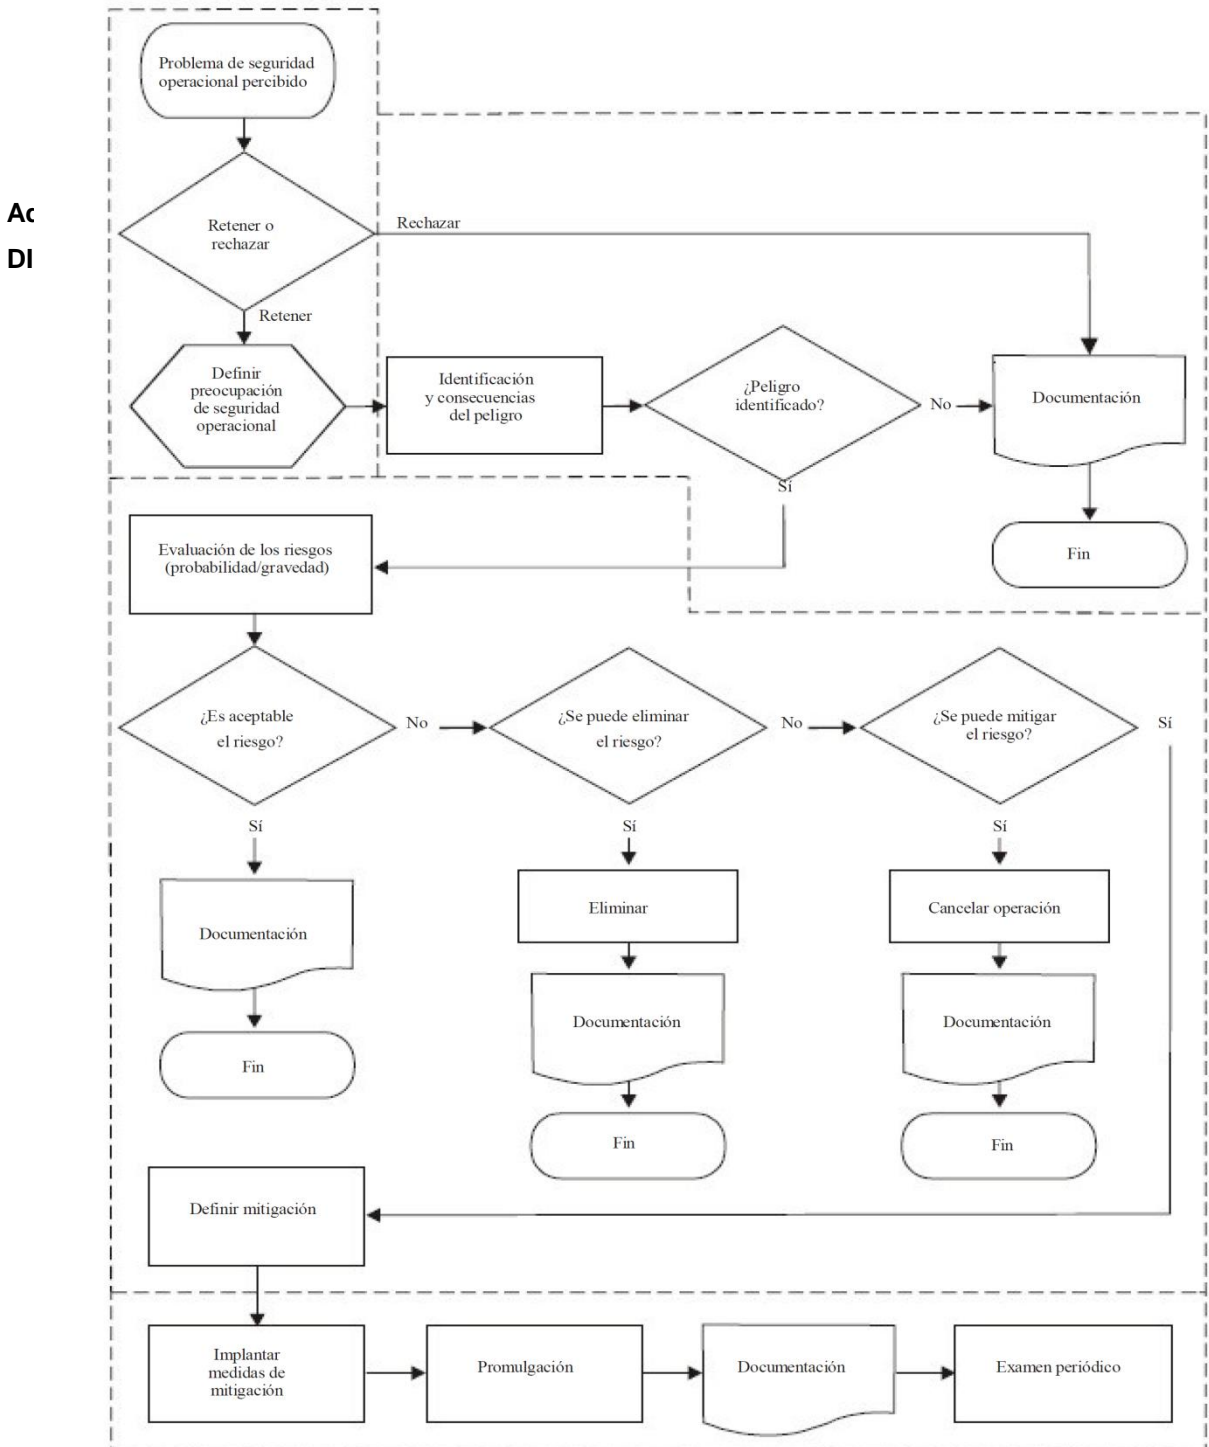 Problema de seguridad
operacional percibido
Ac
DI
Retener o
rechazar
Rechazar
Retener
Definir
preocupación
de seguridad
operacional
Identificación
y consecuencias
del peligro
¿Peligro
identificado?
No
Documentación
Sí
Fin
Evaluación de los riesgos
(probabilidad/gravedad)
¿Es aceptable
el riesgo?
No
¿Se puede eliminar
el riesgo?
No
¿Se puede mitigar
el riesgo?
Sí
Sí
Sí
Sí
Documentación
Eliminar
Cancelar operación
Documentación
Documentación
Fin
Fin
Fin
Definir mitigación
Implantar
medidas de
mitigación
Promulgación
Documentación
Examen periódico